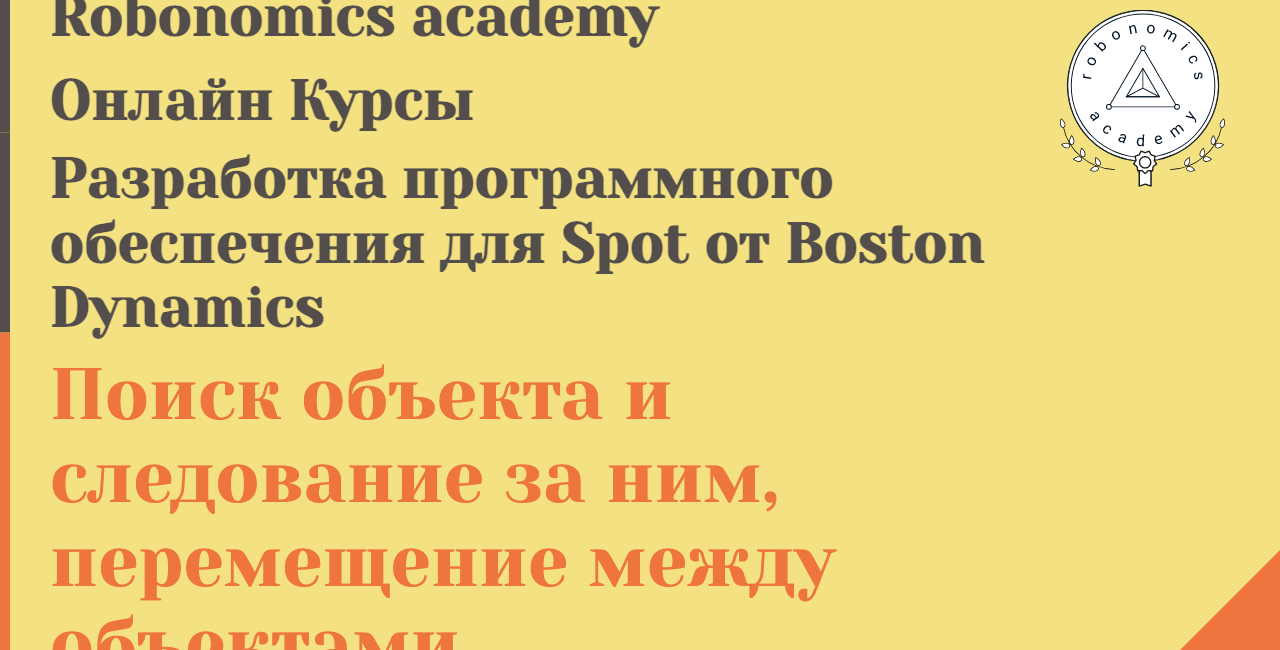 Robonomics academy
Онлайн Курсы
Разработка программного
обеспечения для Spot от Boston
Dynamics
Поиск объекта и
следование за ним,
перемещение между
объектами
robonomics
academy